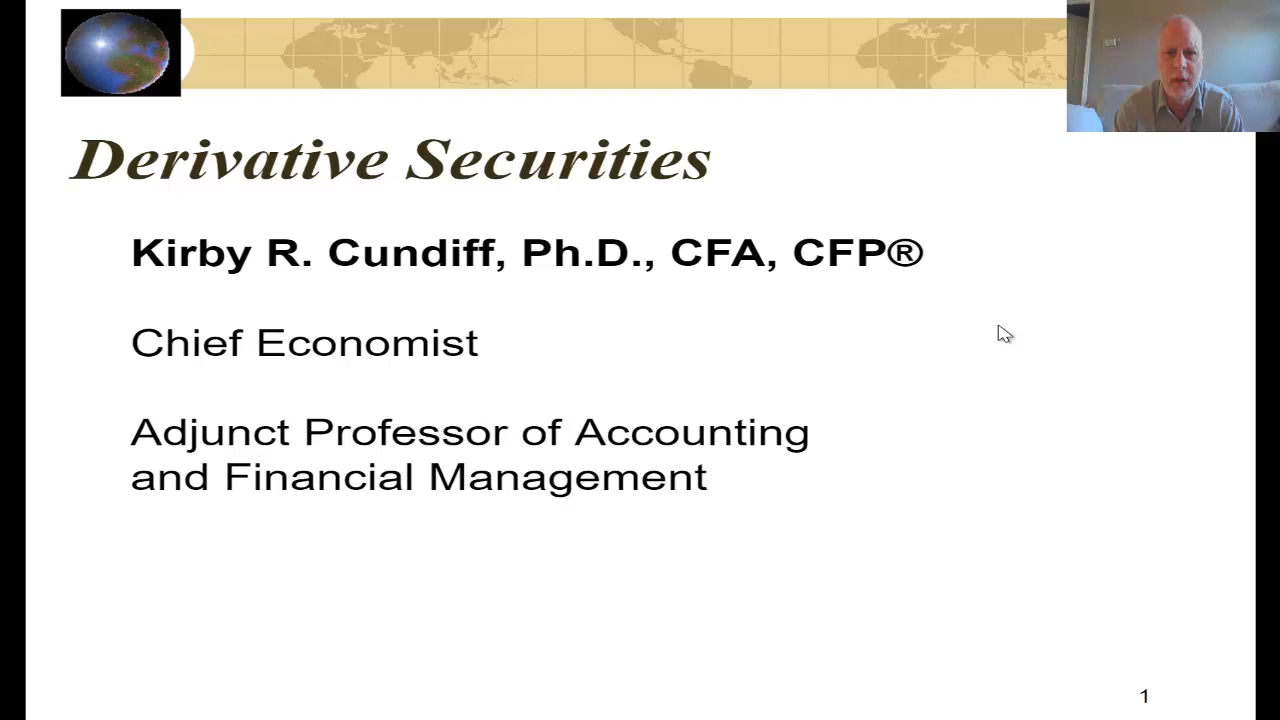 Derivative Securities
Kirby R. Cundiff, Ph.D., CFA, CFP®
Chief Economist
Adjunct Professor of Accounting
and Financial Management
1